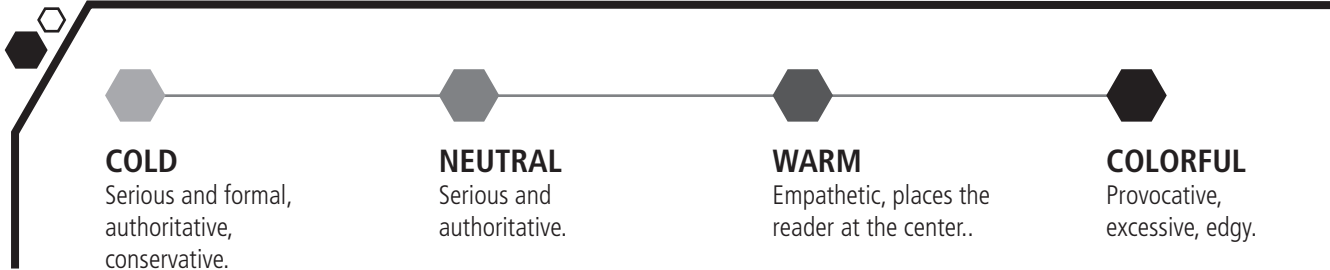 COLD
Serious and formal,
authoritative,
conservative.
NEUTRAL
Serious and
authoritative.
WARM
Empathetic, places the
reader at the center..
COLORFUL
Provocative,
excessive, edgy.